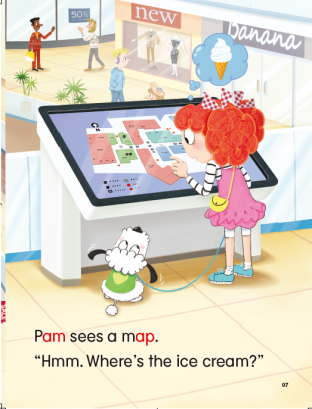 50%
new
Banana
Pam sees a map.
“Hmm. Where’s the ice cream?”
07